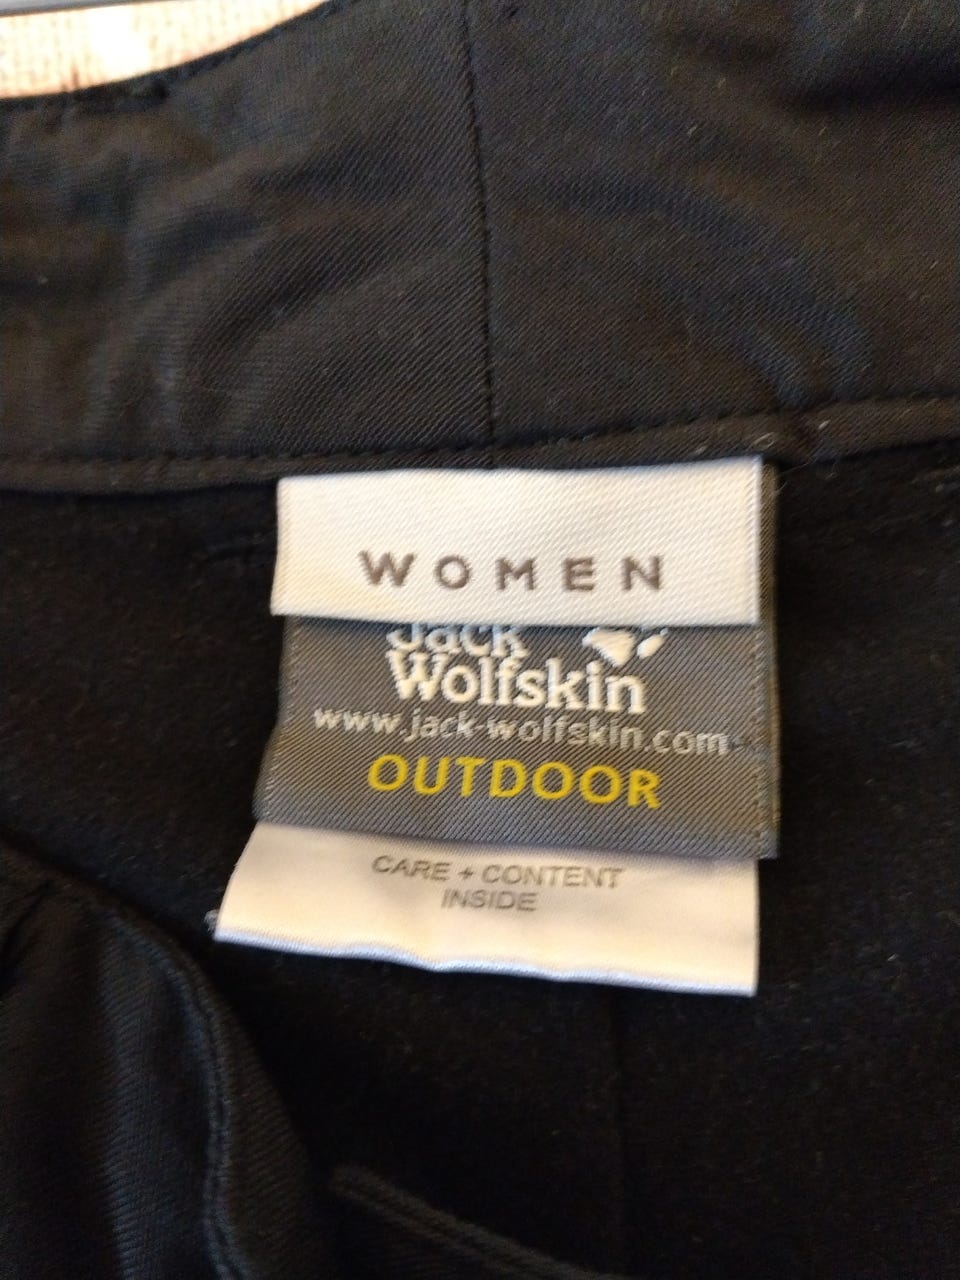 WOMEN
Jack
Wolfskin
www.jack-wolfskin.com
OUTDOOR
CARE + CONTENT
INSIDE